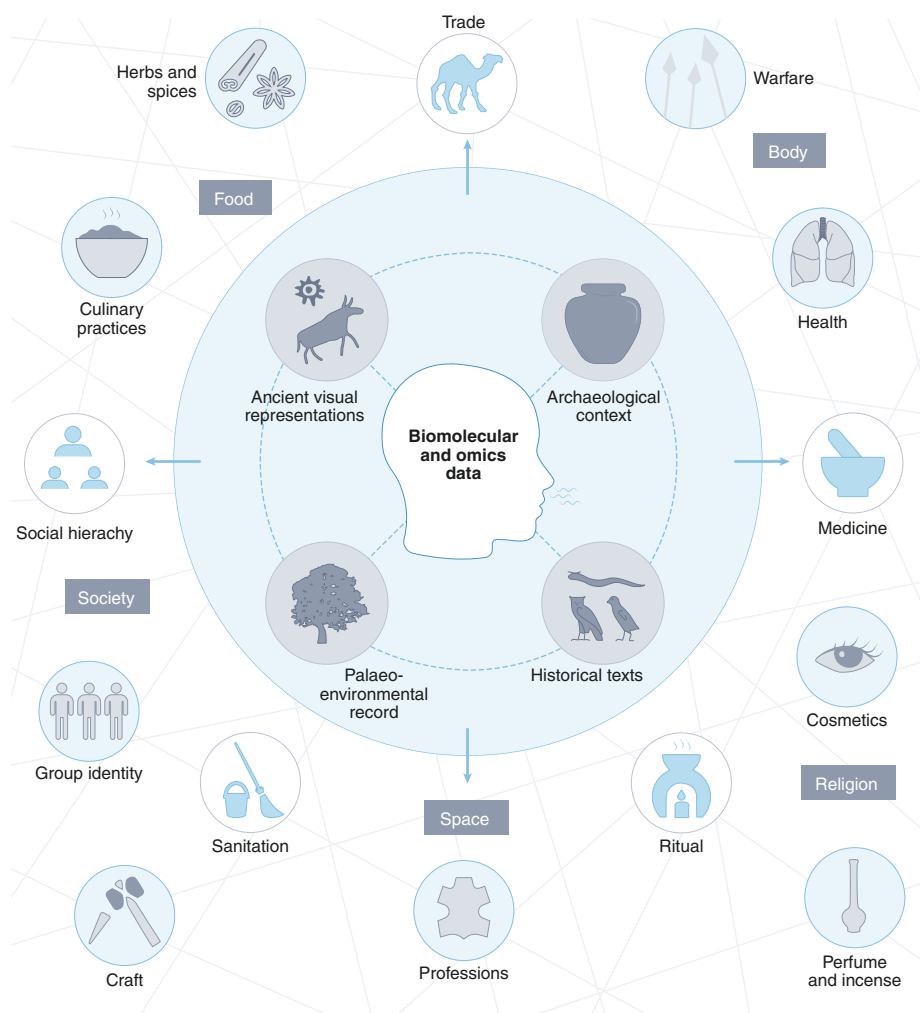 Trade
Herbs and
spices
Warfare
Body
Food
Culinary
practices
Health
Ancient visual
representations
Archaeological
context
Biomolecular
and omics
data
Social hierachy
Medicine
Society
Palaeo-
environmental
record
Historical texts
Cosmetics
Group identity
Religion
Space
Sanitation
Ritual
Craft
Professions
Perfume
and incense